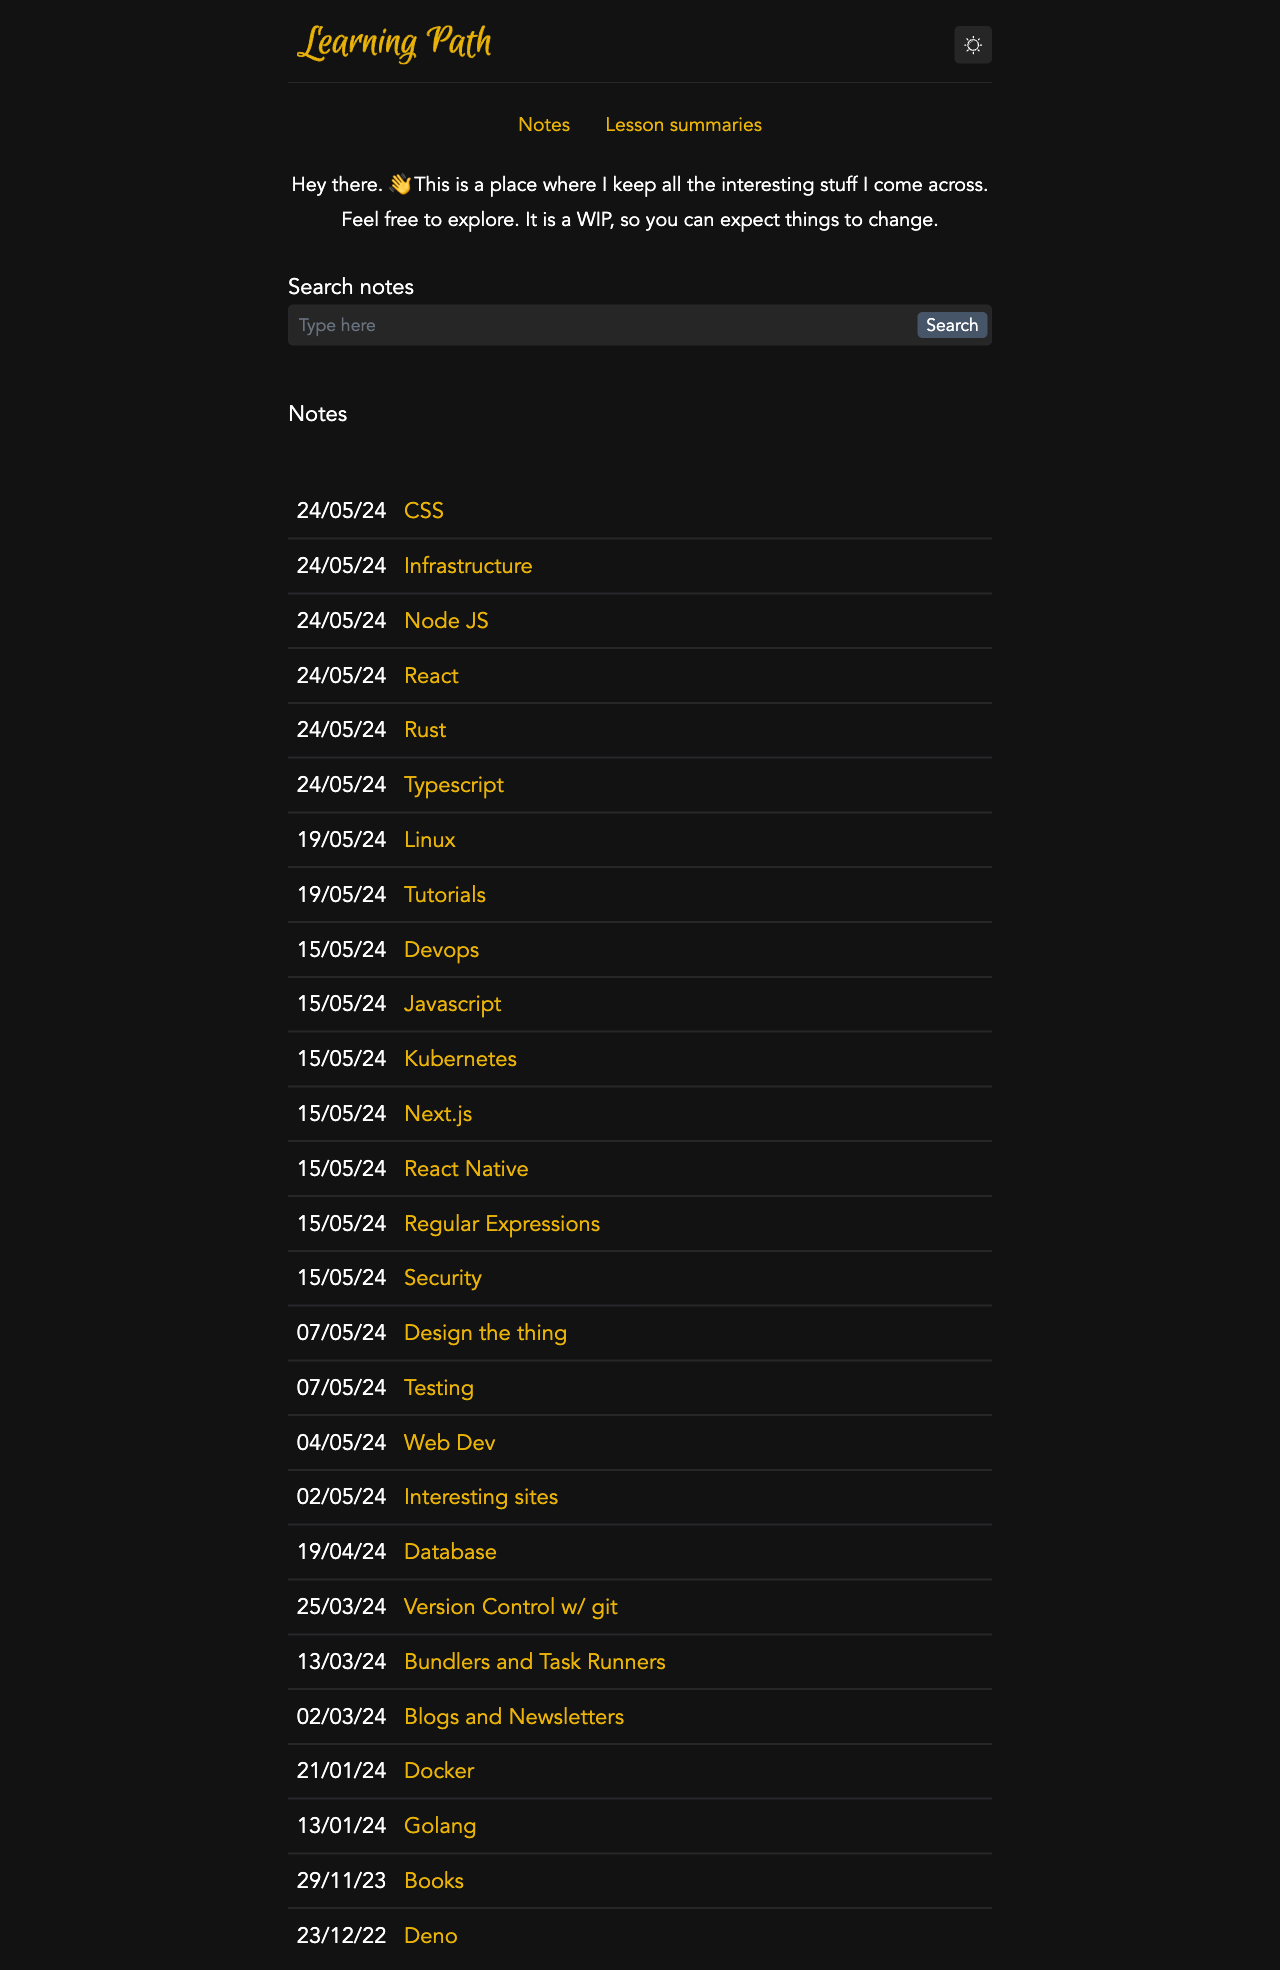 Learning Path
Notes Lesson summaries
Hey there. 👋This is a place where I keep all the interesting stuff I come across.
Feel free to explore. It is a WIP, so you can expect things to change.
Search notes
Type here Search
Notes
24/05/24 CSS
24/05/24 Infrastructure
24/05/24 Node JS
24/05/24 React
24/05/24 Rust
24/05/24 Typescript
19/05/24 Linux
19/05/24 Tutorials
15/05/24 Devops
15/05/24 Javascript
15/05/24 Kubernetes
15/05/24 Next.js
15/05/24 React Native
15/05/24 Regular Expressions
15/05/24 Security
07/05/24 Design the thing
07/05/24 Testing
04/05/24 Web Dev
02/05/24 Interesting sites
19/04/24 Database
25/03/24 Version Control w/ git
13/03/24 Bundlers and Task Runners
02/03/24 Blogs and Newsletters
21/01/24 Docker
13/01/24 Golang
29/11/23 Books
23/12/22 Deno